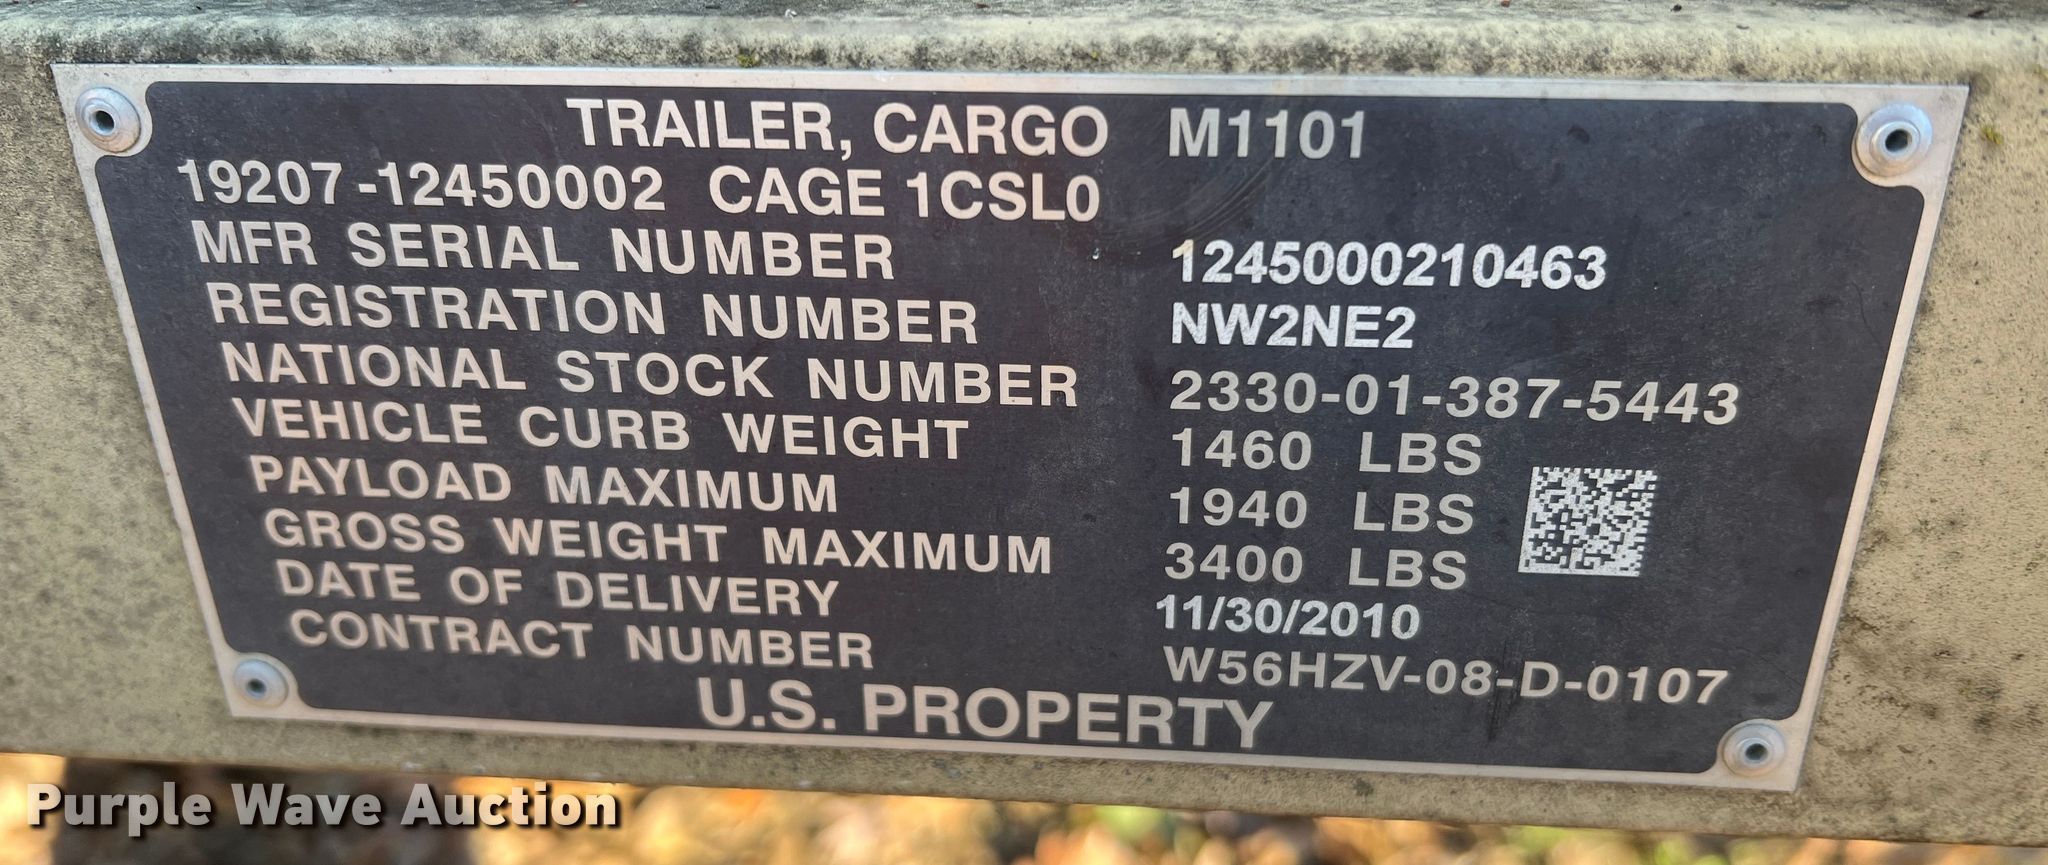 TRAILER, CARGO M1101
19207-12450002 CAGE 1CSL0
MFR SERIAL NUMBER 1245000210463
REGISTRATION NUMBER NW2NE2
NATIONAL STOCK NUMBER 2330-01-387-5443
VEHICLE CURB WEIGHT 1460 LBS
PAYLOAD MAXIMUM 1940 LBS
GROSS WEIGHT MAXIMUM 3400 LBS
DATE OF DELIVERY 11/30/2010
CONTRACT NUMBER W56HZV-08-D-0107
U.S. PROPERTY
Purple Wave Auction